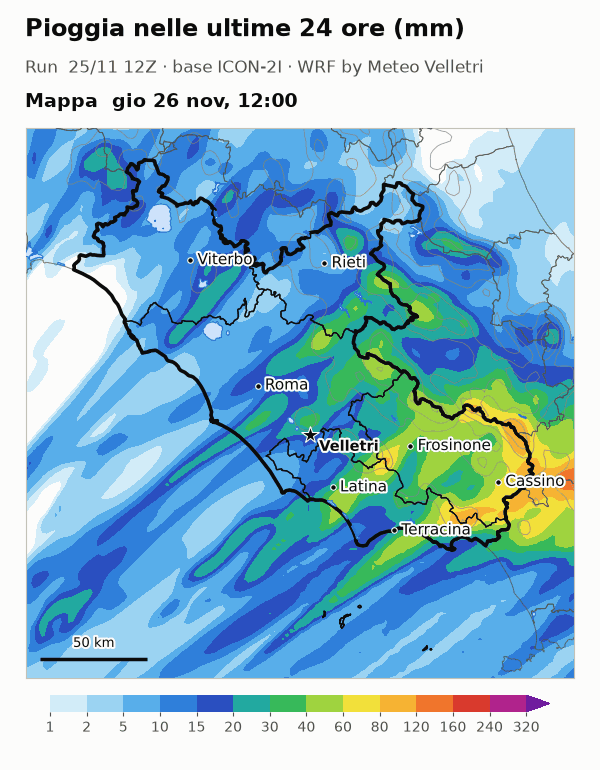 Pioggia nelle ultime 24 ore (mm)
Run  25/11 12Z · base ICON-2I · WRF by Meteo Velletri
Mappa  gio 26 nov, 12:00
Viterbo
Rieti
Roma
Velletri
Frosinone
Latina
Cassino
Terracina
50 km
1 2 5 10 15 20 30 40 60 80 120 160 240 320